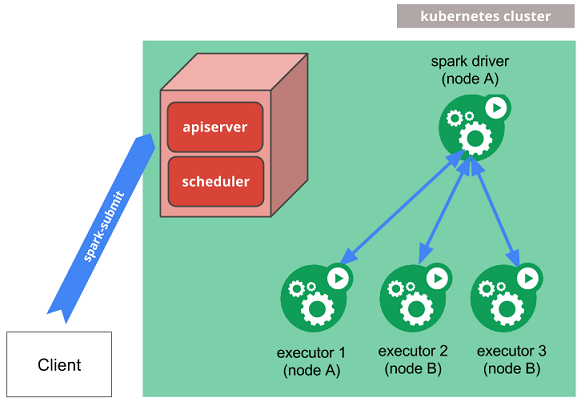 kubernetes cluster
spark driver
(node A)
apiserver
scheduler
spark-submit
executor 1
(node A)
executor 2
(node B)
executor 3
(node B)
Client